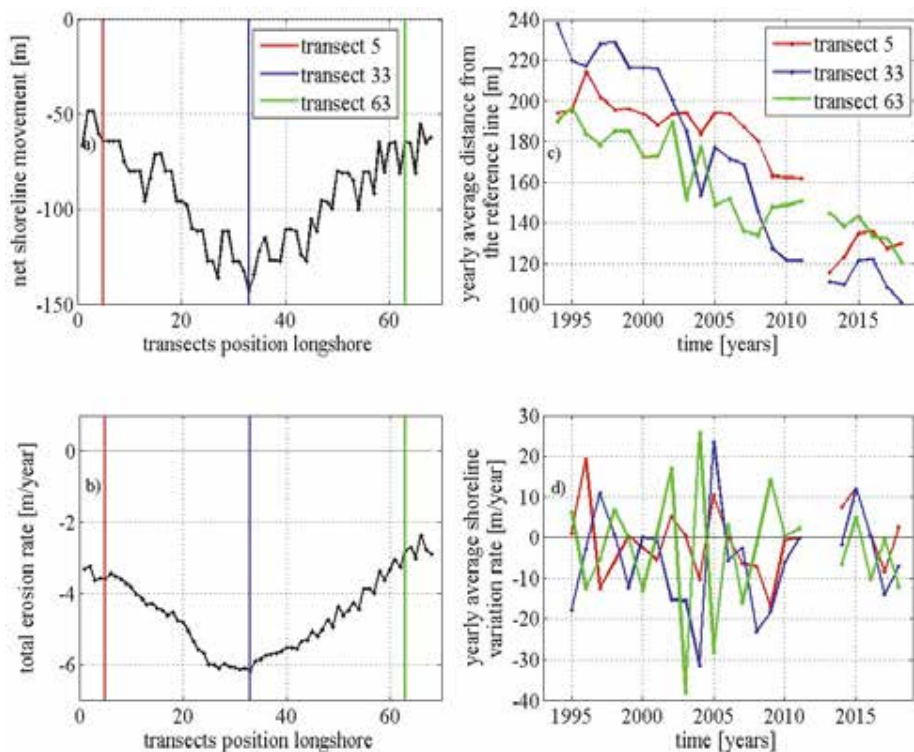 0
-50
-100
-150
net shoreline movement [m]
a)
transect 5
transect 33
transect 63
0 20 40 60
transects position longshore
240
220
200
180
160
140
120
100
yearly average distance from
the reference line [m]
c)
transect 5
transect 33
transect 63
1995 2000 2005 2010 2015
time [years]
0
-2
-4
-6
total erosion rate [m/year]
b)
0 20 40 60
transects position longshore
30
20
10
0
-10
-20
-30
-40
yearly average shoreline
variation rate [m/year]
d)
1995 2000 2005 2010 2015
time [years]